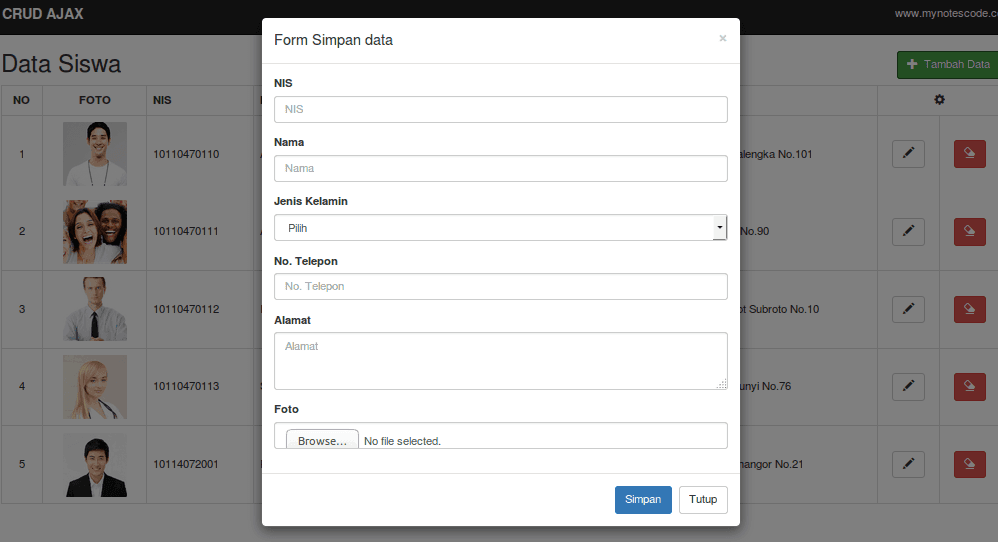 CRUD AJAX
www.mynotescode.c
Data Siswa
Tambah Data
NO FOTO NIS
1 10110470110 alengka No.101
2 10110470111 No.90
3 10110470112 ot Subroto No.10
4 10110470113 unyi No.76
5 10114072001 nangor No.21
Form Simpan data ×
NIS
NIS
Nama
Nama
Jenis Kelamin
Pilih
No. Telepon
No. Telepon
Alamat
Alamat
Foto
Browse... No file selected.
Simpan Tutup